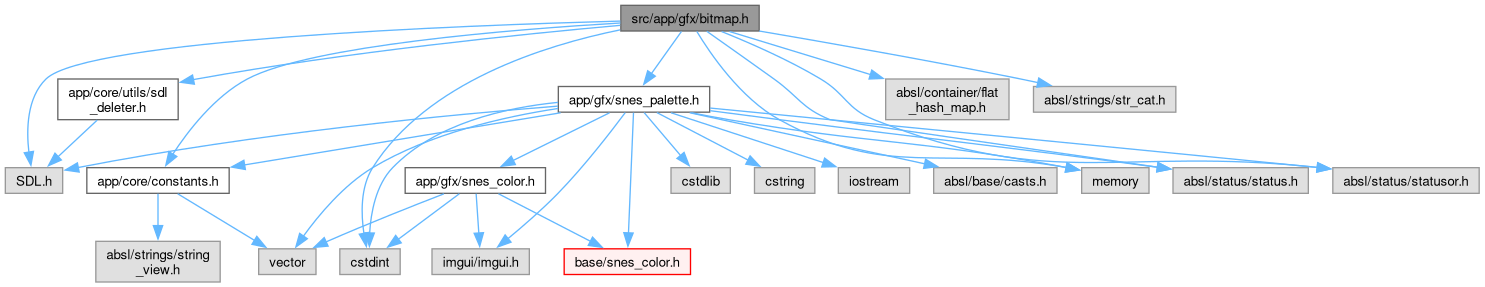 src/app/gfx/bitmap.h
app/core/utils/sdl
_deleter.h
app/gfx/snes_palette.h
absl/container/flat
_hash_map.h
absl/strings/str_cat.h
SDL.h
app/core/constants.h
app/gfx/snes_color.h
cstdlib
cstring
iostream
absl/base/casts.h
memory
absl/status/status.h
absl/status/statusor.h
absl/strings/string
_view.h
vector
cstdint
imgui/imgui.h
base/snes_color.h